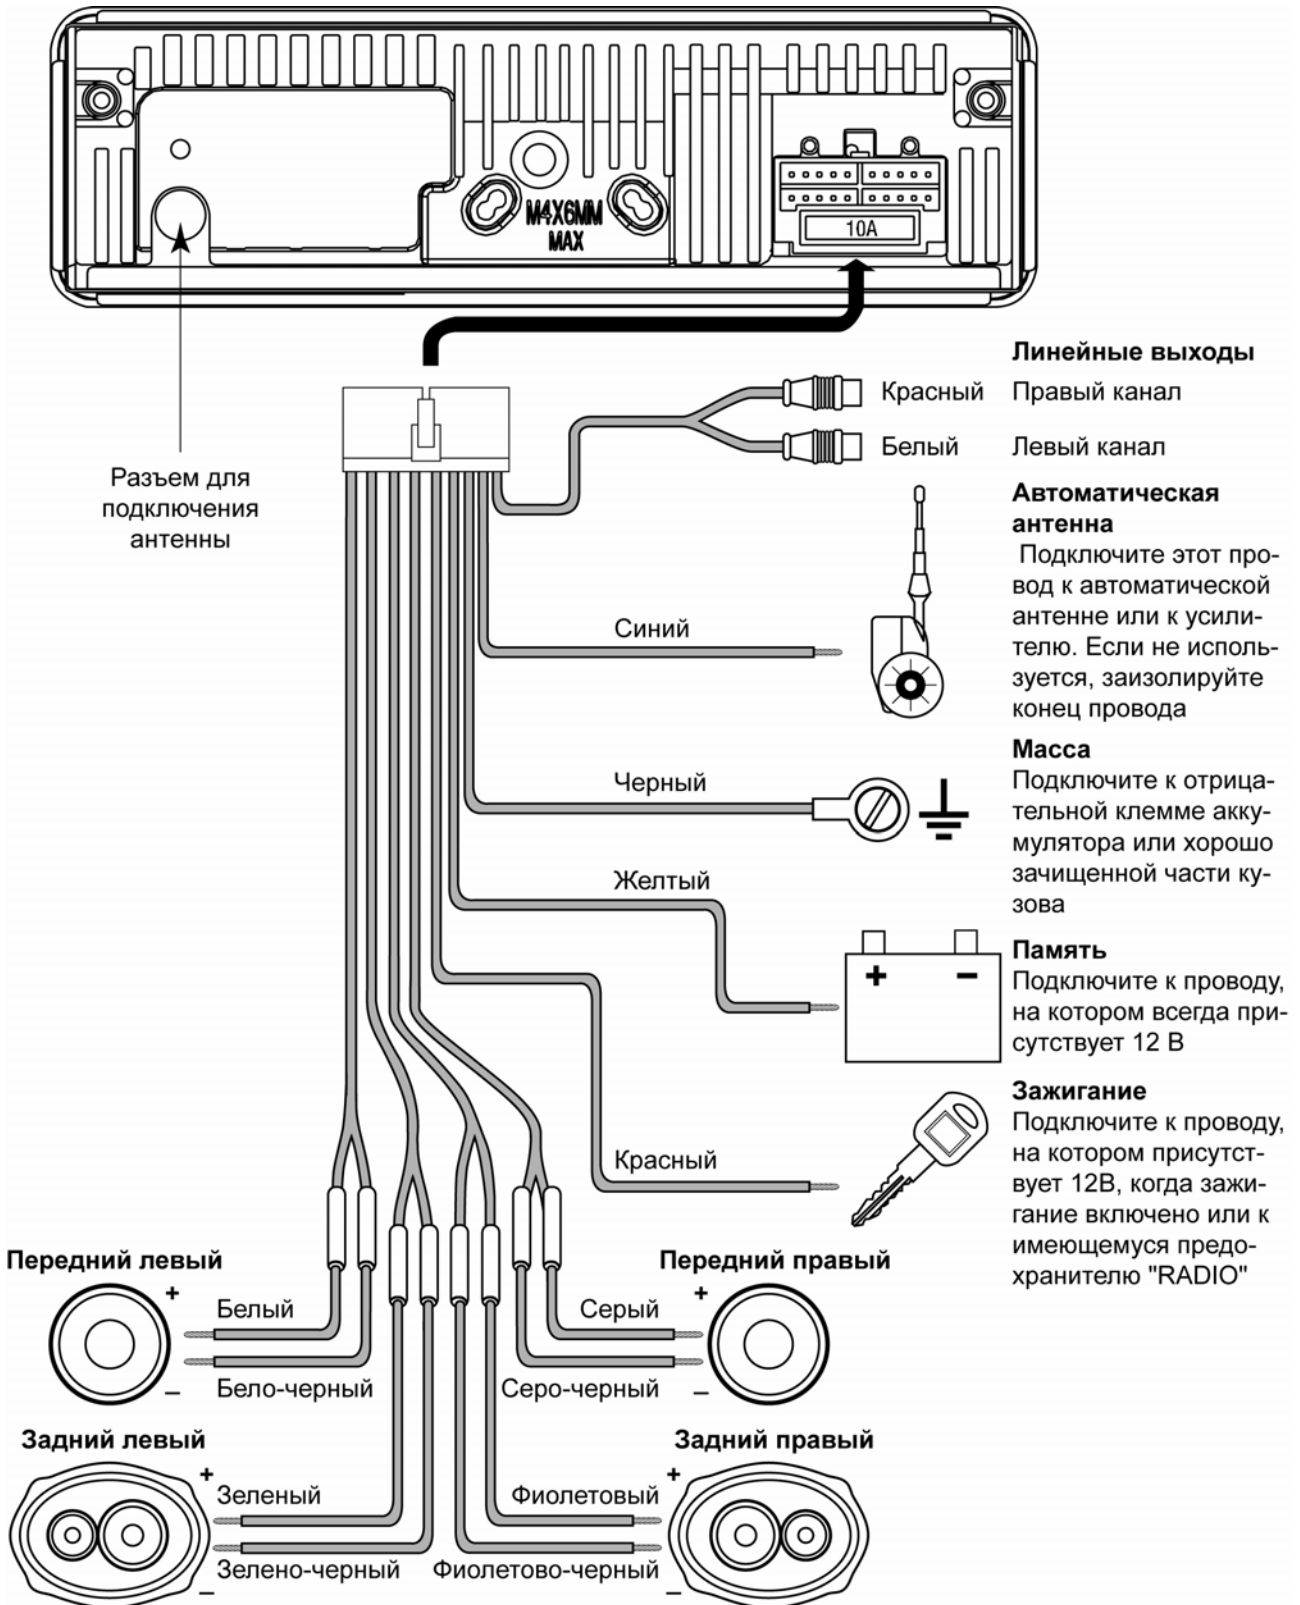 M4X6MM
MAX
10A
Разъем для
подключения
антенны
Линейные выходы
Красный Правый канал
Белый Левый канал
Автоматическая
антенна
Подключите этот про-
вод к автоматической
антенне или к усили-
телю. Если не исполь-
зуется, заизолируйте
конец провода
Синий
Масса
Подключите к отрица-
тельной клемме акку-
мулятора или хорошо
зачищенной части ку-
зова
Черный
Желтый
Память
Подключите к проводу,
на котором всегда при-
сутствует 12 В
+ −
Зажигание
Подключите к проводу,
на котором присутст-
вует 12В, когда зажи-
гание включено или к
имеющемуся предо-
хранителю "RADIO"
Красный
Передний левый
+
Белый
Бело-черный
−
Передний правый
+
Серый
Серо-черный
−
Задний левый
+
Зеленый
Зелено-черный
−
Задний правый
+
Фиолетовый
Фиолетово-черный
−